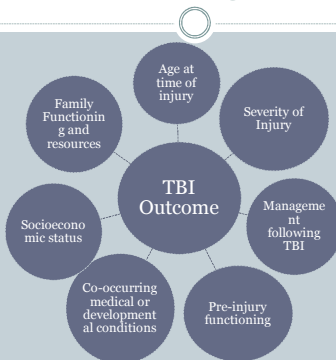 Age at
time of
injury
Severity of
Injury
Manageme
nt
following
TBI
Pre-injury
functioning
Co-occurring
medical or
development
al conditions
Socioecono
mic status
Family
Functionin
g and
resources
TBI
Outcome